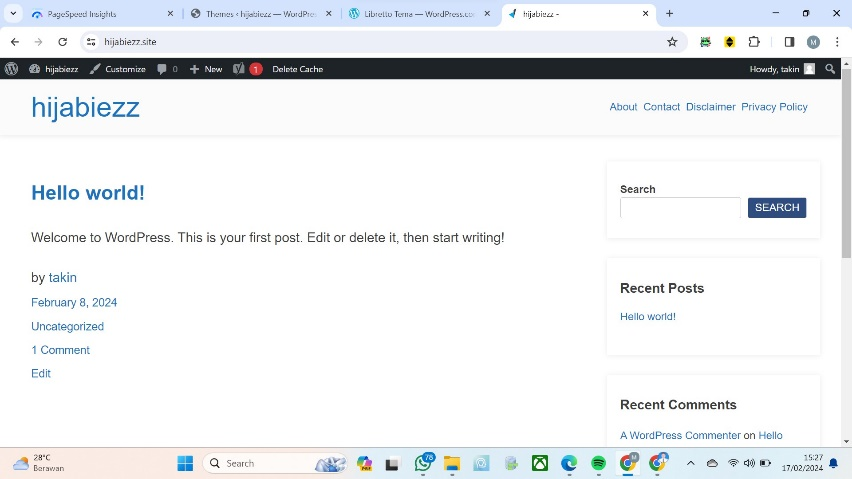 PageSpeed Insights
Themes ‹ hijabiezz — WordPre
Libretto Tema — WordPress.co
hijabiezz -
hijabiezz.site
M
hijabiezz
Customize
0
New
1
Delete Cache
Howdy, takin
hijabiezz
About Contact Disclaimer Privacy Policy
Hello world!
Welcome to WordPress. This is your first post. Edit or delete it, then start writing!
by takin
February 8, 2024
Uncategorized
1 Comment
Edit
Search
SEARCH
Recent Posts
Hello world!
Recent Comments
A WordPress Commenter on Hello
28°C
Berawan
Search
78
15:27
17/02/2024